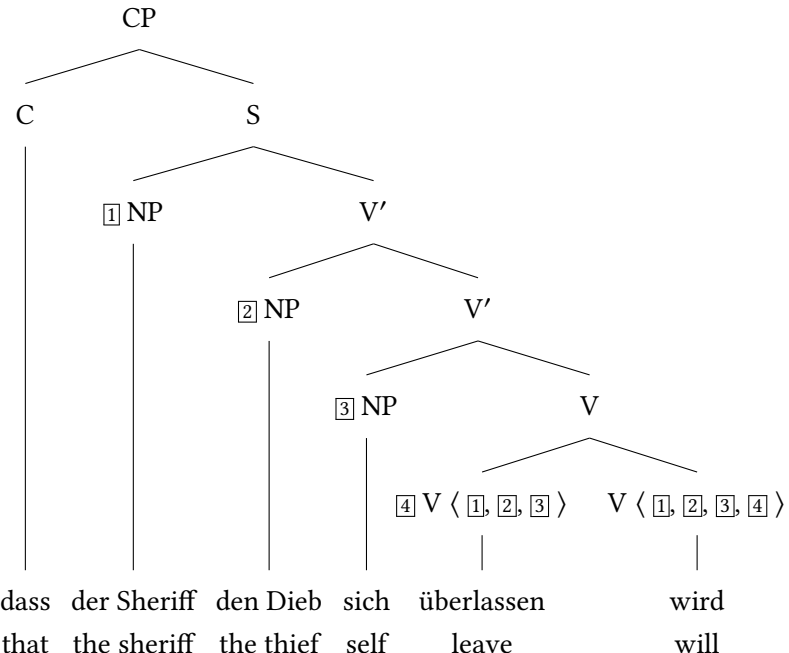 CP
C S
1 NP V′
2 NP V′
3 NP V
4 V ⟨ 1, 2, 3 ⟩ V ⟨ 1, 2, 3, 4 ⟩
dass der Sheriff den Dieb sich überlassen wird
that the sheriff the thief self leave will